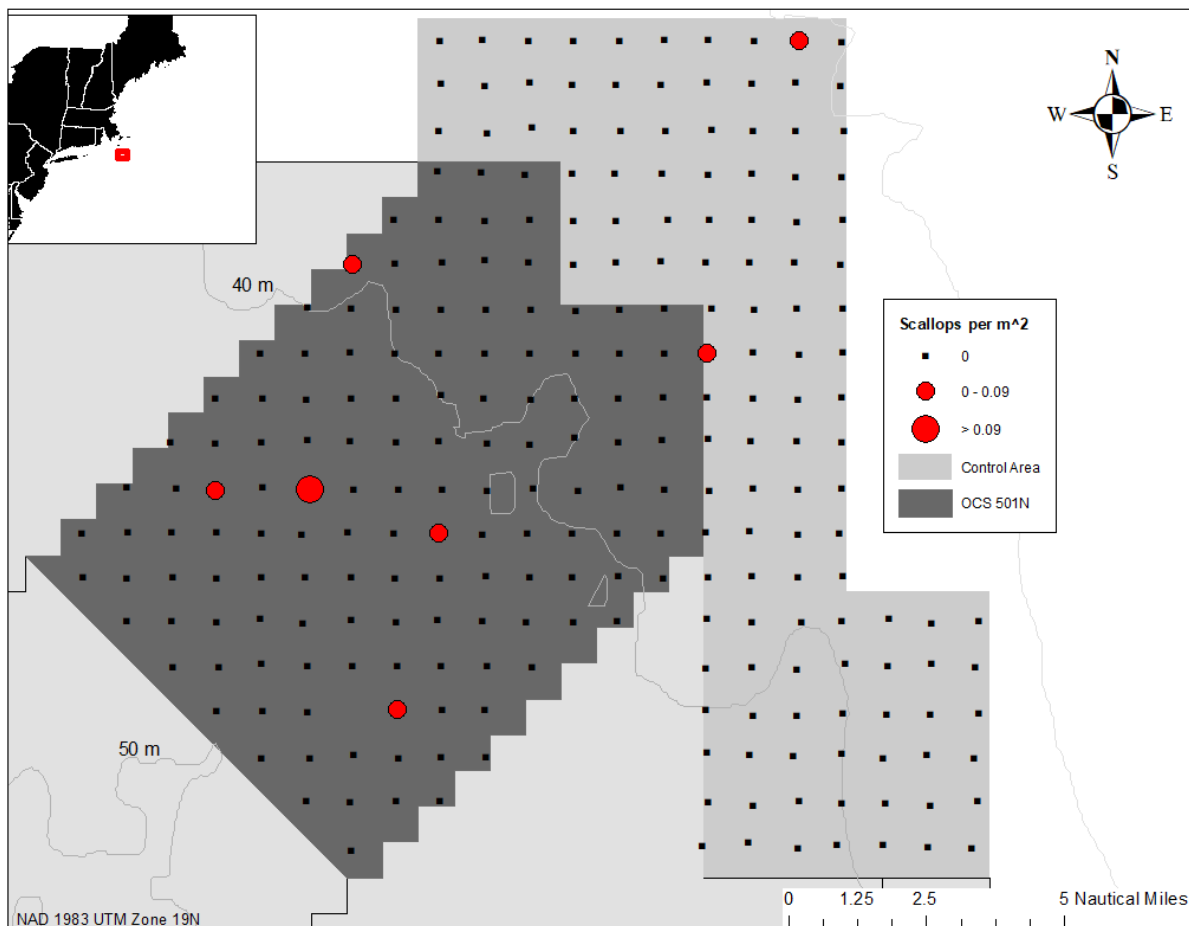 N
W
E
S
40 m
Scallops per m^2
0
0 - 0.09
> 0.09
Control Area
OCS 501N
50 m
0 1.25 2.5 5 Nautical Miles
NAD 1983 UTM Zone 19N